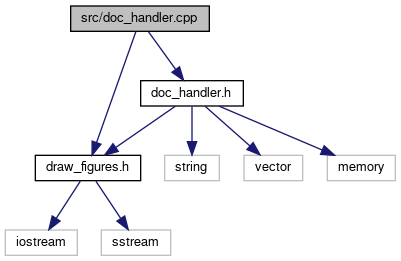 src/doc_handler.cpp
doc_handler.h
draw_figures.h
string
vector
memory
iostream
sstream